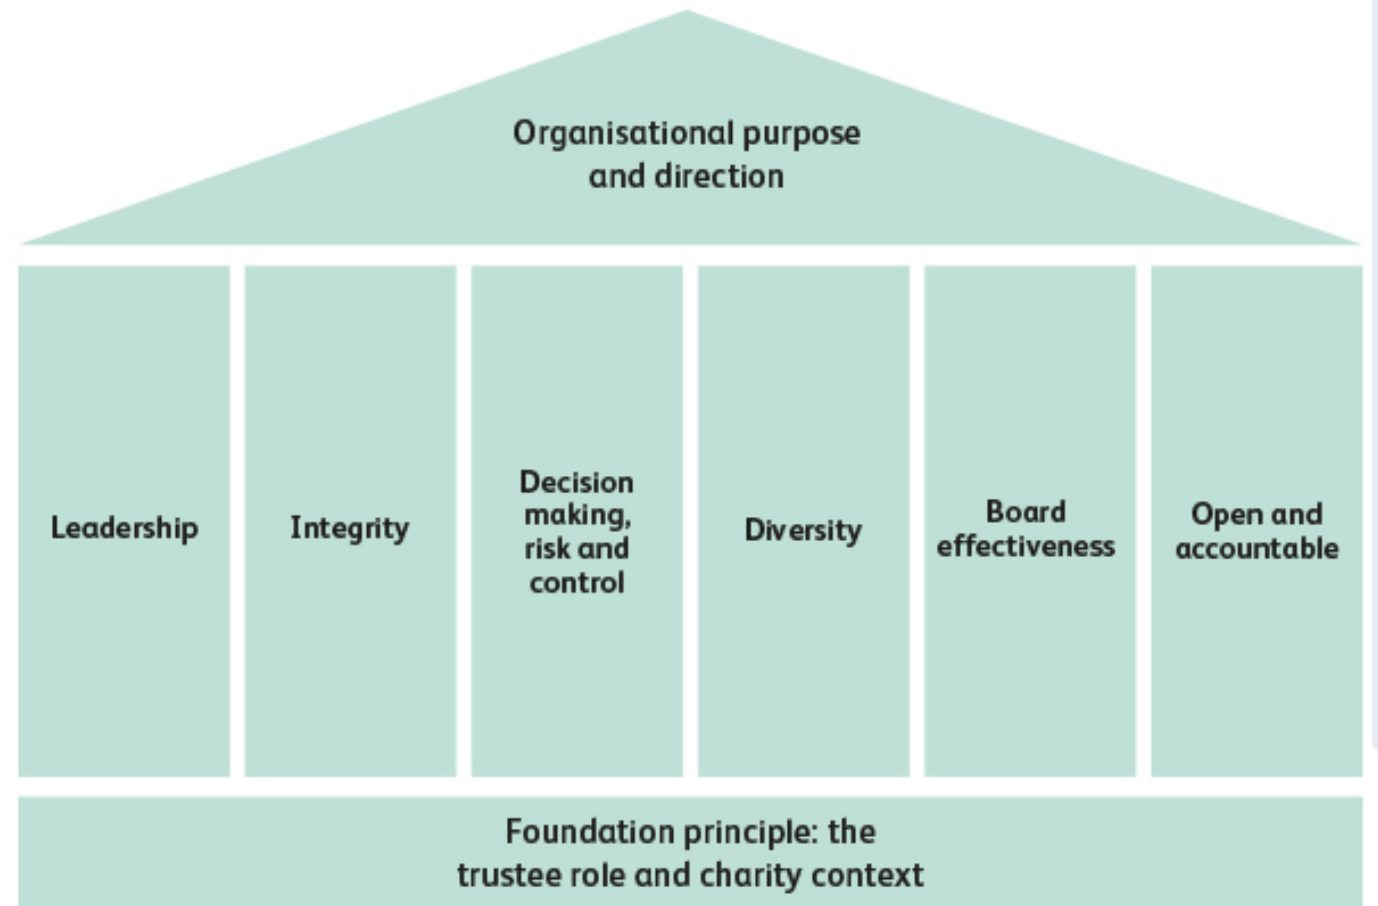 Organisational purpose
and direction
Leadership
Integrity
Decision
making,
risk and
control
Diversity
Board
effectiveness
Open and
accountable
Foundation principle: the
trustee role and charity context